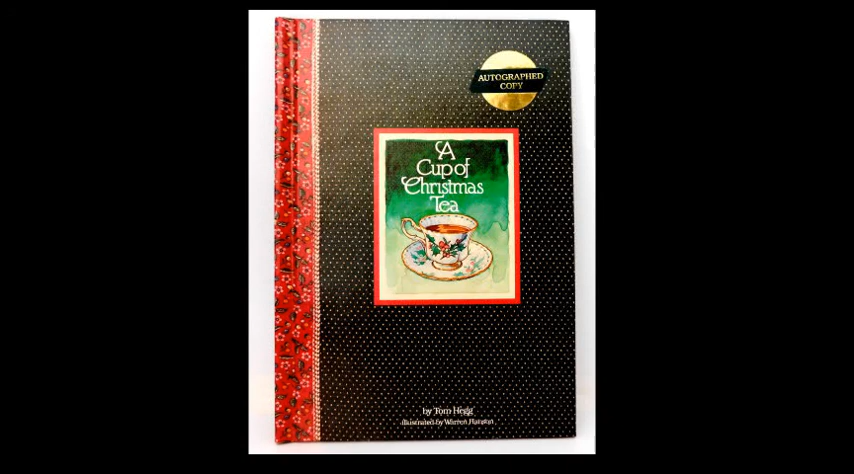 AUTOGRAPHED
COPY
A
Cup of
Christmas
Tea
by Tom Hegg
illustrated by Warren Hanson